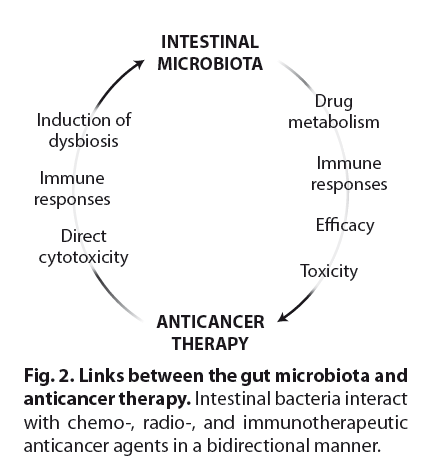 INTESTINAL
MICROBIOTA
Drug
metabolism
Immune
responses
Efficacy
Toxicity
ANTICANCER
THERAPY
Direct
cytotoxicity
Immune
responses
Induction of
dysbiosis
Fig. 2. Links between the gut microbiota and
anticancer therapy. Intestinal bacteria interact
with chemo-, radio-, and immunotherapeutic
anticancer agents in a bidirectional manner.